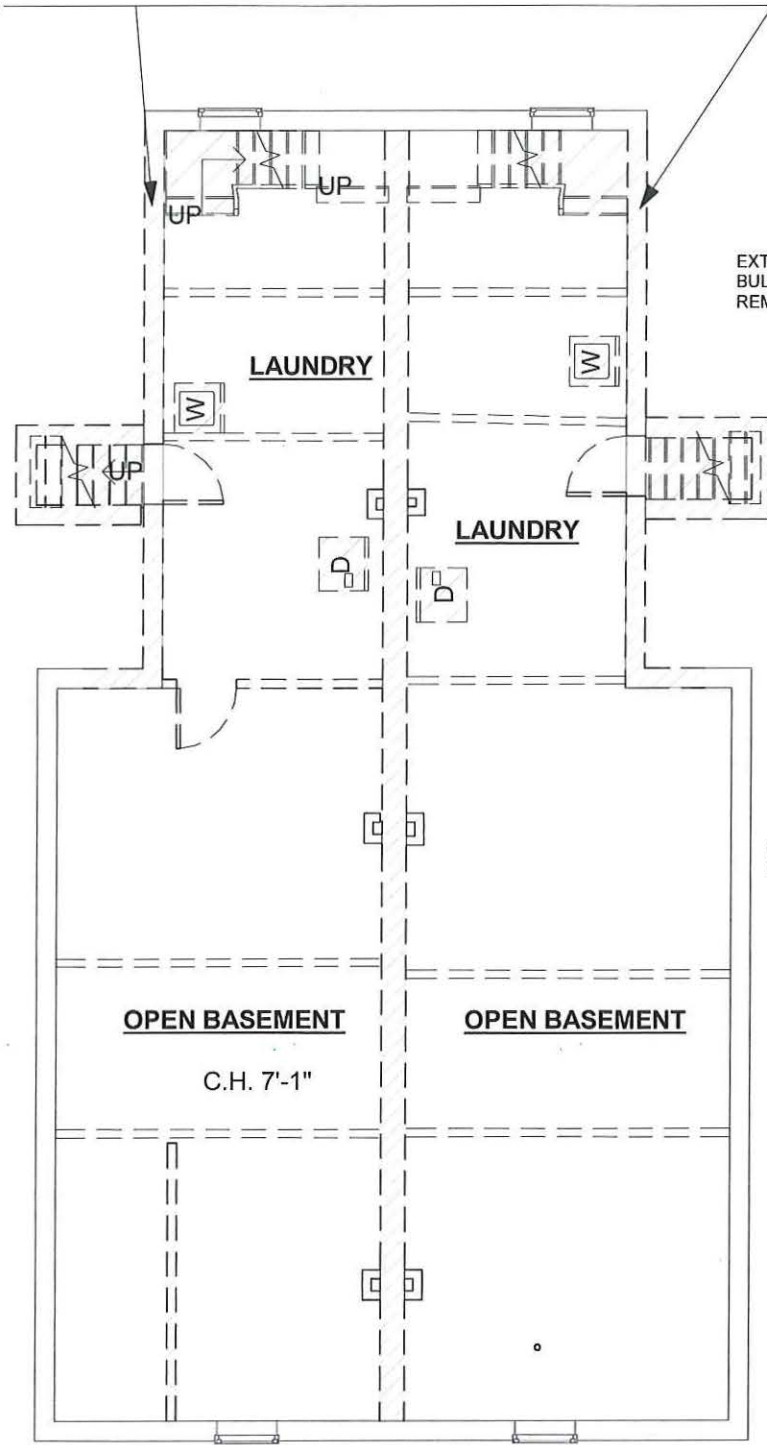 UP
UP
EXT
BUL
REM
LAUNDRY
W
W
UP
LAUNDRY
D
D
OPEN BASEMENT
OPEN BASEMENT
C.H. 7'-1"